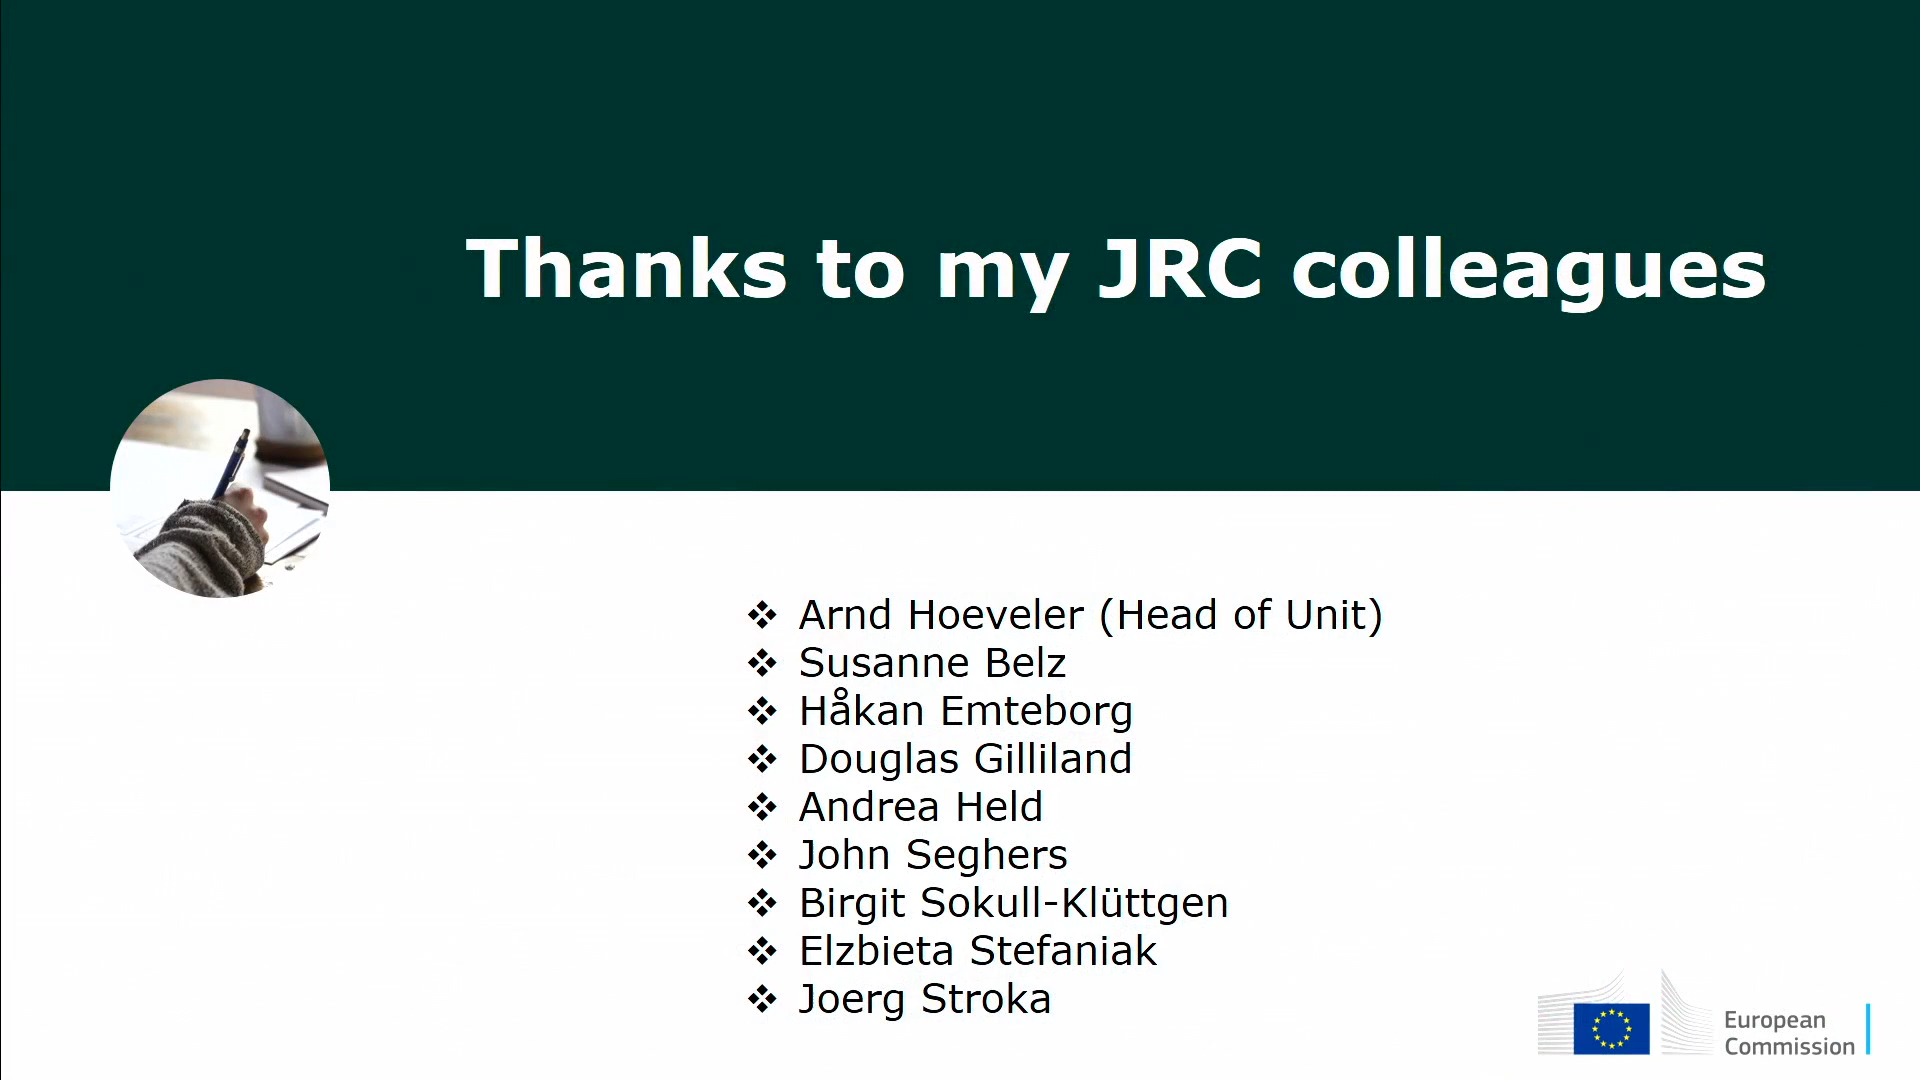 Thanks to my JRC colleagues
❖ Arnd Hoeveler (Head of Unit)
❖ Susanne Belz
❖ Håkan Emteborg
❖ Douglas Gilliland
❖ Andrea Held
❖ John Seghers
❖ Birgit Sokull-Klüttgen
❖ Elzbieta Stefaniak
❖ Joerg Stroka
European
Commission